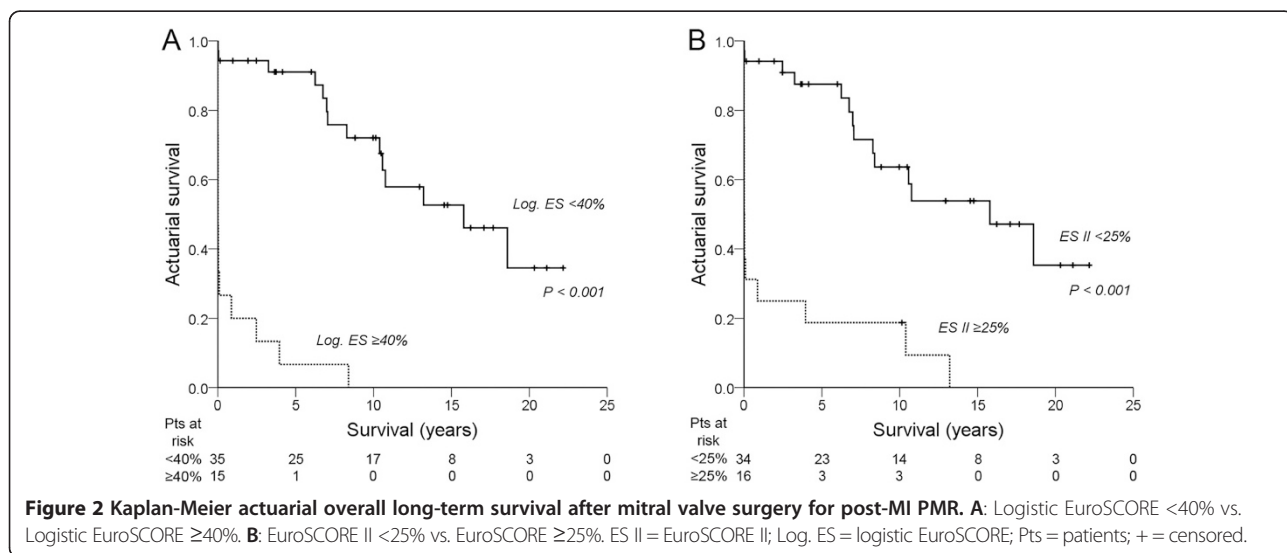 A
Actuarial survival
1.0
0.8
0.6
0.4
0.2
0.0
Log. ES <40%
P < 0.001
Log. ES ≥40%
0 5 10 15 20 25
Survival (years)
Pts at
risk
<40% 35 25 17 8 3 0
≥40% 15 1 0 0 0 0
B
Actuarial survival
1.0
0.8
0.6
0.4
0.2
0.0
ES II <25%
P < 0.001
ES II ≥25%
0 5 10 15 20 25
Survival (years)
Pts at
risk
<25% 34 23 14 8 3 0
≥25% 16 3 3 0 0 0
Figure 2 Kaplan-Meier actuarial overall long-term survival after mitral valve surgery for post-MI PMR. A: Logistic EuroSCORE <40% vs.
Logistic EuroSCORE ≥40%. B: EuroSCORE II <25% vs. EuroSCORE ≥25%. ES II = EuroSCORE II; Log. ES = logistic EuroSCORE; Pts = patients; + = censored.